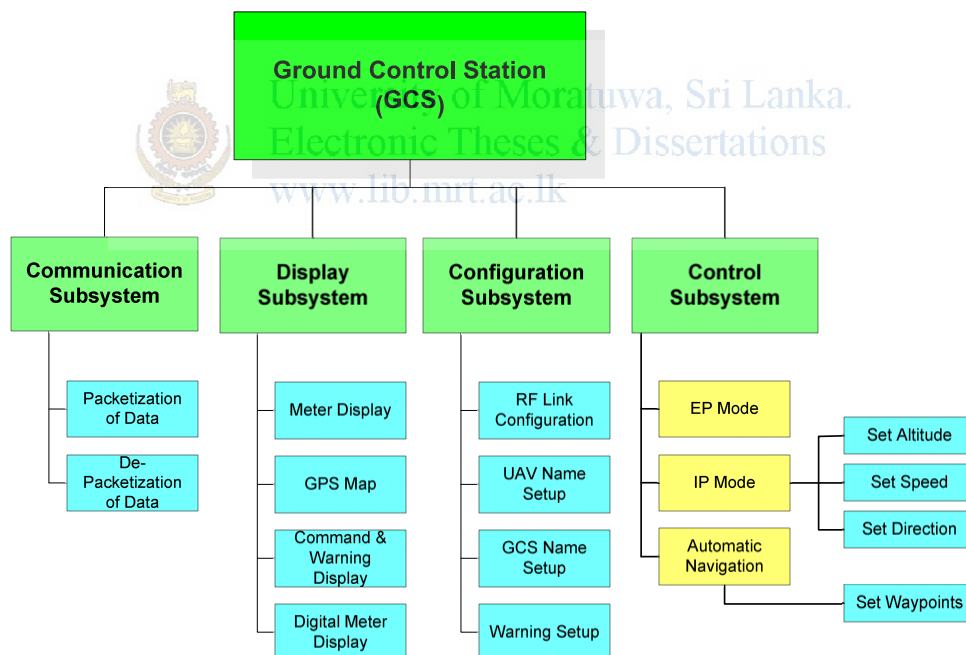 Ground Control Station
(GCS)
University of Moratuwa, Sri Lanka.
Electronic Theses & Dissertations
www.lib.mrt.ac.lk
Communication
Subsystem
Display
Subsystem
Configuration
Subsystem
Control
Subsystem
Packetization
of Data
De-
Packetization
of Data
Meter Display
GPS Map
Command &
Warning
Display
Digital Meter
Display
RF Link
Configuration
UAV Name
Setup
GCS Name
Setup
Warning Setup
EP Mode
IP Mode
Automatic
Navigation
Set Altitude
Set Speed
Set Direction
Set Waypoints